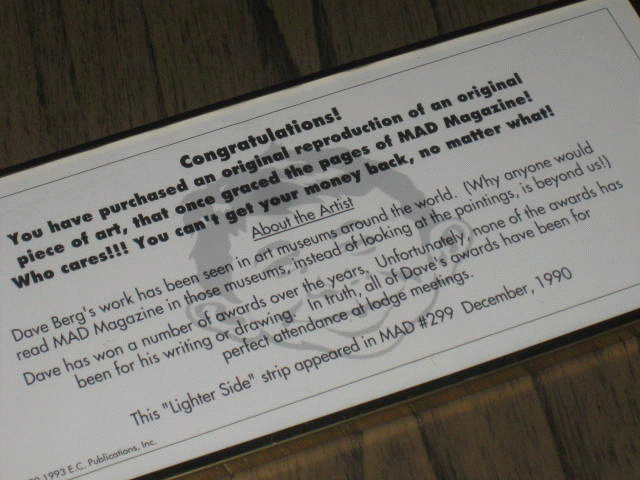 Congratulations!
You have purchased an original reproduction of an original
piece of art, that once graced the pages of MAD Magazine!
Who cares!!! You can't get your money back, no matter what!
About the Artist
Dave Berg's work has been seen in art museums around the world. (Why anyone would
read MAD Magazine in those museums, instead of looking at the paintings, is beyond us!)
Dave has won a number of awards over the years. Unfortunately, none of the awards has
been for his writing or drawing. In truth, all of Dave's awards have been for
perfect attendance at lodge meetings.
This "Lighter Side" strip appeared in MAD #299 December, 1990
1993 E.C. Publications, Inc.